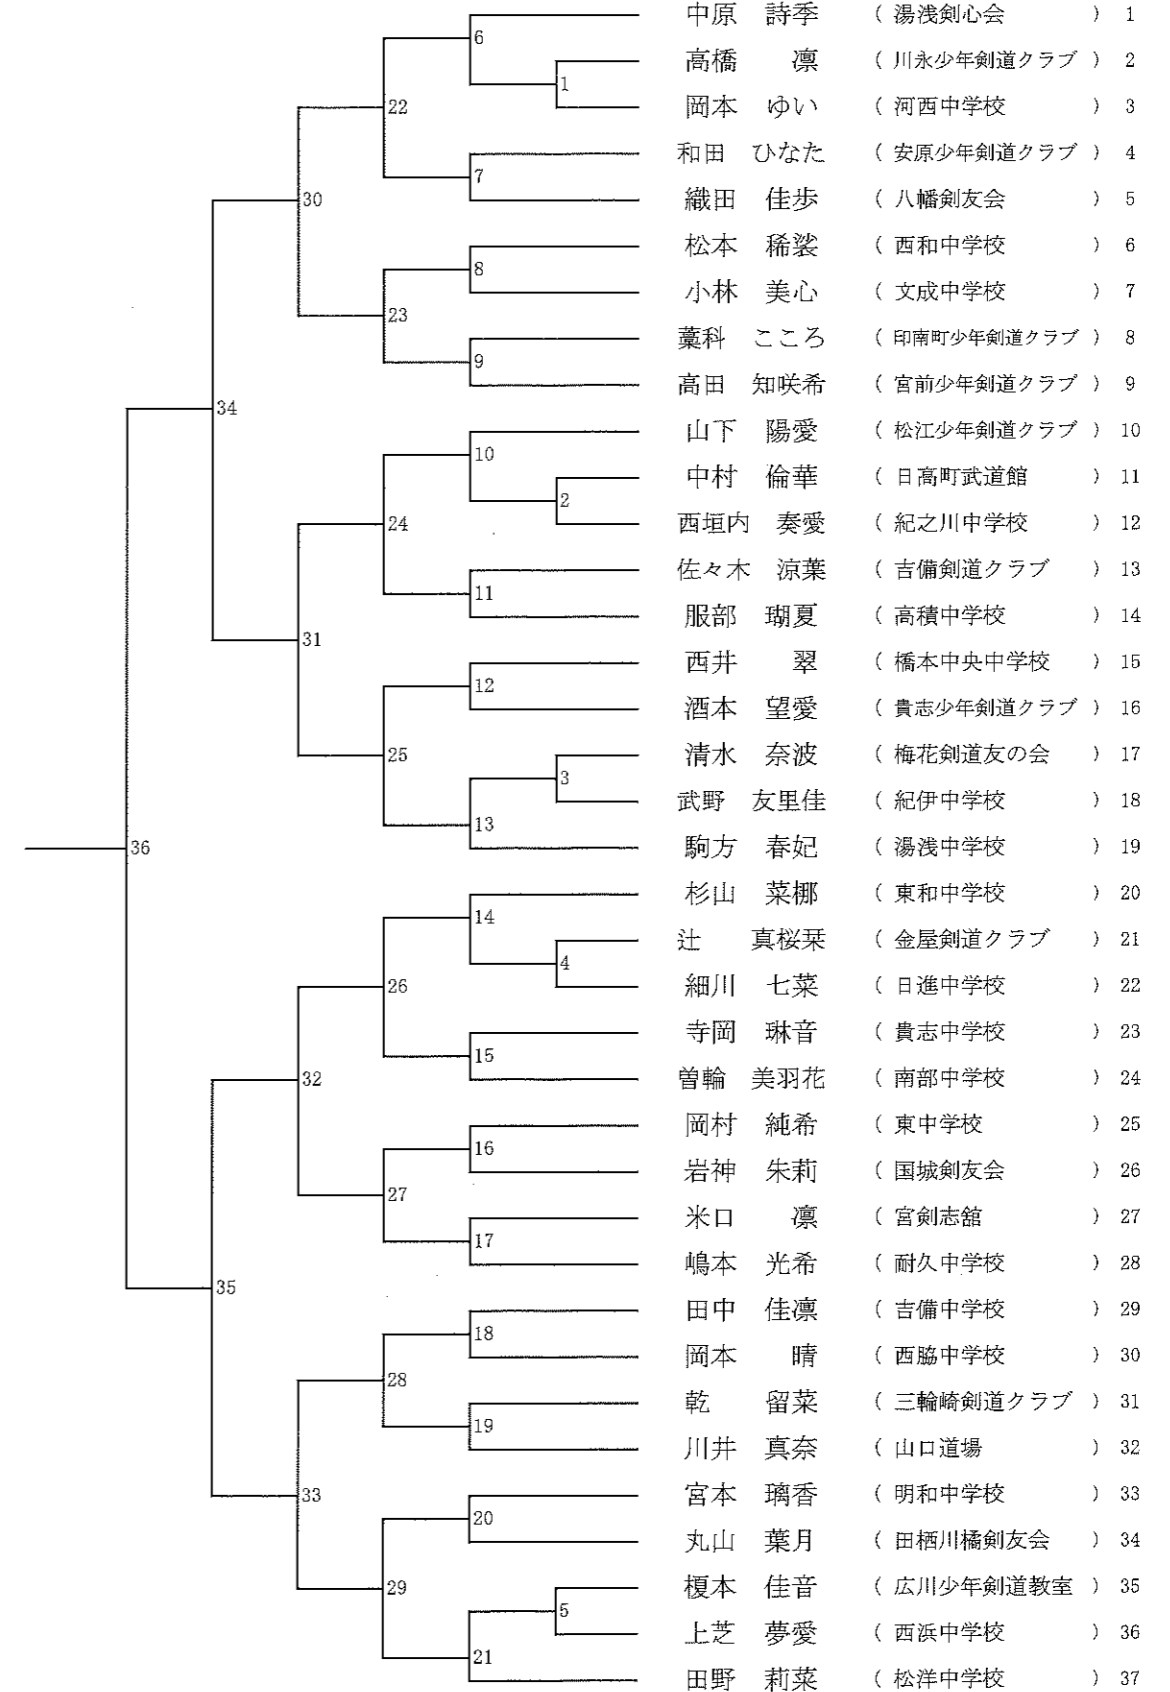 中原 詩季 ( 湯浅剣心会 ) 1
6
高橋 凛 ( 川永少年剣道クラブ ) 2
1
22
岡本 ゆい ( 河西中学校 ) 3
和田 ひなた ( 安原少年剣道クラブ ) 4
7
30
織田 佳歩 ( 八幡剣友会 ) 5
松本 稀裟 ( 西和中学校 ) 6
8
小林 美心 ( 文成中学校 ) 7
23
藁科 こころ ( 印南町少年剣道クラブ ) 8
9
高田 知咲希 ( 宮前少年剣道クラブ ) 9
34
山下 陽愛 ( 松江少年剣道クラブ ) 10
10
中村 倫華 ( 日高町武道館 ) 11
2
24
西垣内 奏愛 ( 紀之川中学校 ) 12
佐々木 涼葉 ( 吉備剣道クラブ ) 13
11
服部 瑚夏 ( 高積中学校 ) 14
31
西井 翠 ( 橋本中央中学校 ) 15
12
酒本 望愛 ( 貴志少年剣道クラブ ) 16
25
清水 奈波 ( 梅花剣道友の会 ) 17
3
武野 友里佳 ( 紀伊中学校 ) 18
13
36
駒方 春妃 ( 湯浅中学校 ) 19
杉山 菜梛 ( 東和中学校 ) 20
14
辻 真桜栞 ( 金屋剣道クラブ ) 21
4
26
細川 七菜 ( 日進中学校 ) 22
寺岡 琳音 ( 貴志中学校 ) 23
15
32
曽輪 美羽花 ( 南部中学校 ) 24
岡村 純希 ( 東中学校 ) 25
16
岩神 朱莉 ( 国城剣友会 ) 26
27
米口 凛 ( 宮剣志舘 ) 27
17
嶋本 光希 ( 耐久中学校 ) 28
35
田中 佳凛 ( 吉備中学校 ) 29
18
岡本 晴 ( 西脇中学校 ) 30
28
乾 留菜 ( 三輪崎剣道クラブ ) 31
19
川井 真奈 ( 山口道場 ) 32
33
宮本 璃香 ( 明和中学校 ) 33
20
丸山 葉月 ( 田栖川橘剣友会 ) 34
29
榎本 佳音 ( 広川少年剣道教室 ) 35
5
上芝 夢愛 ( 西浜中学校 ) 36
21
田野 莉菜 ( 松洋中学校 ) 37